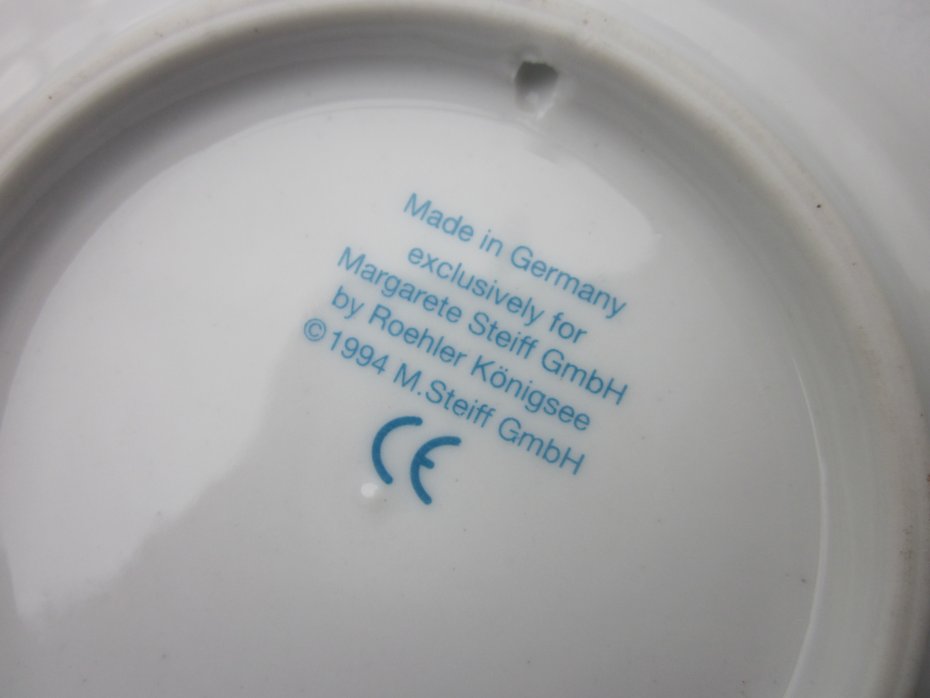 Made in Germany
exclusively for
Margarete Steiff GmbH
by Roehler Königsee
©1994 M.Steiff GmbH
CE